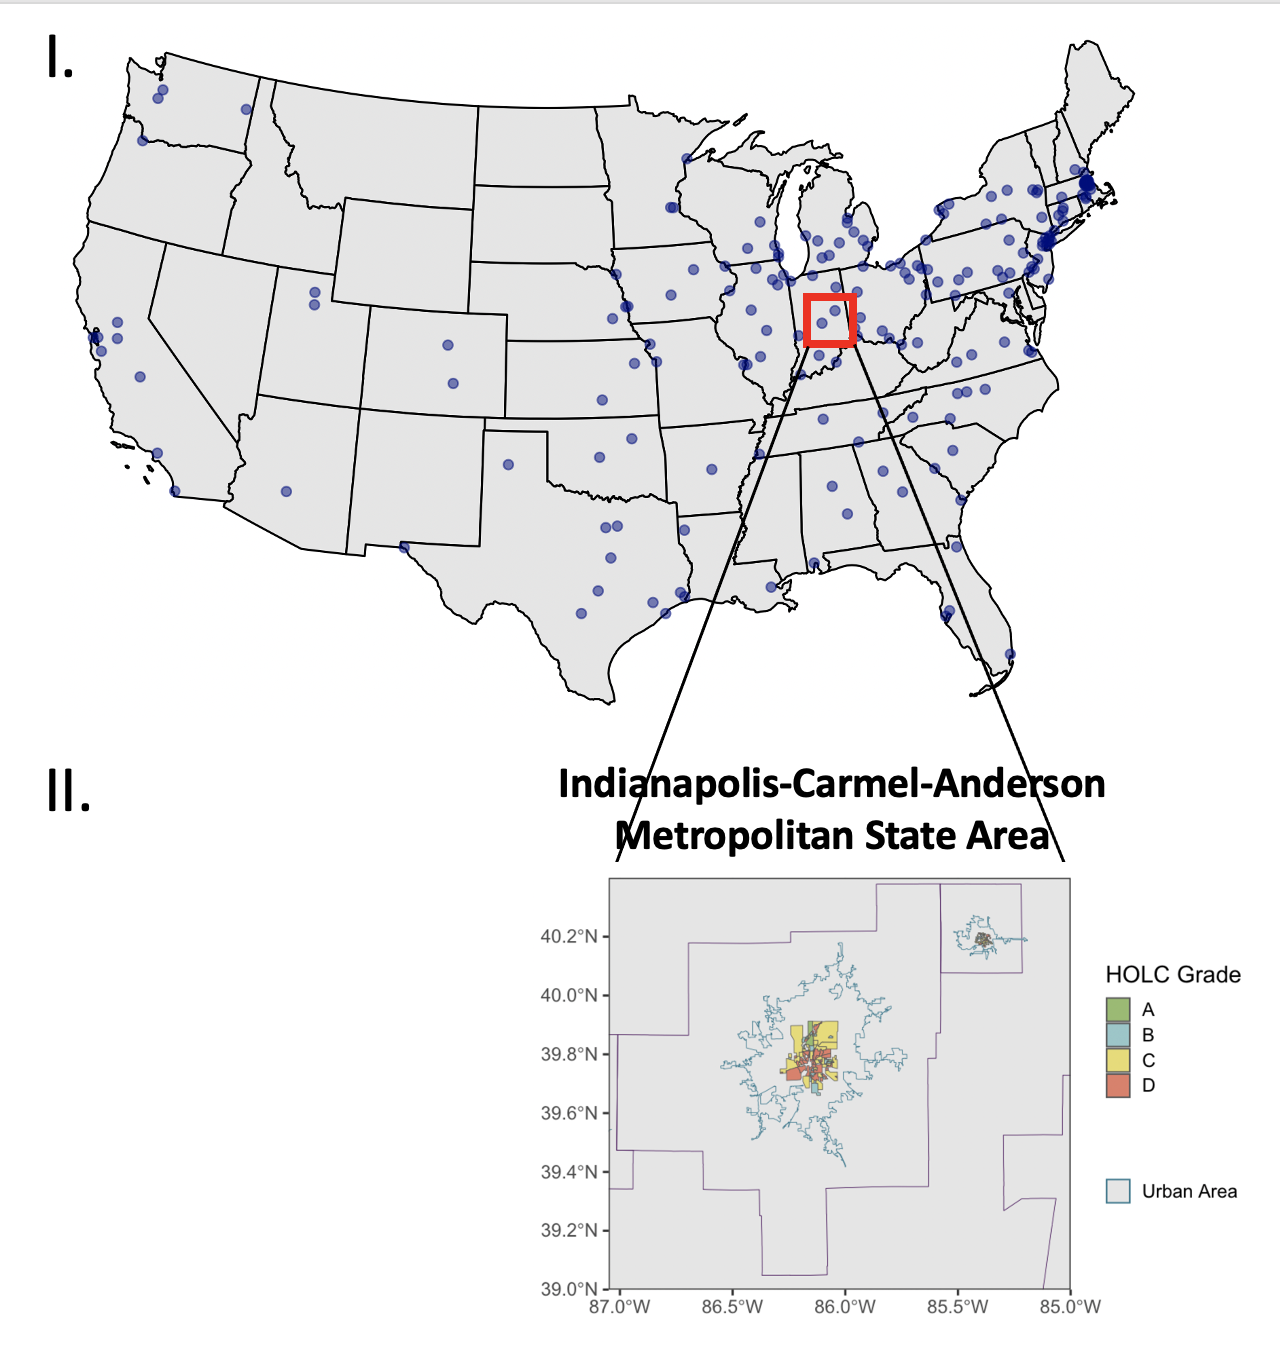 I.
II.
Indianapolis-Carmel-Anderson
Metropolitan State Area
40.2°N
40.0°N
39.8°N
39.6°N
39.4°N
39.2°N
39.0°N
87.0°W
86.5°W
86.0°W
85.5°W
85.0°W
HOLC Grade
A
B
C
D
Urban Area